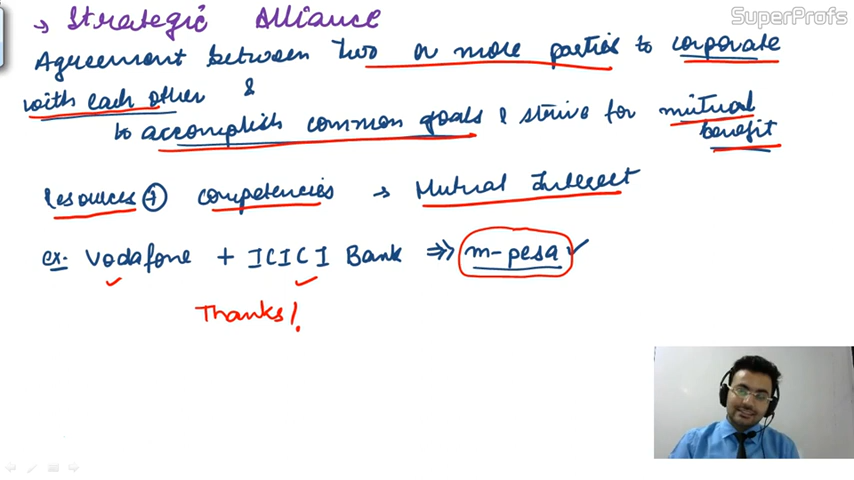 SuperProfs
→ Strategic Alliance
Agreement between two or more parties to corporate
with each other &
to accomplish common goals & strive for mutual
benefit
Resources + competencies → Mutual Interest
ex: Vodafone + ICICI Bank ⇒ m-pesa ✓
Thanks!